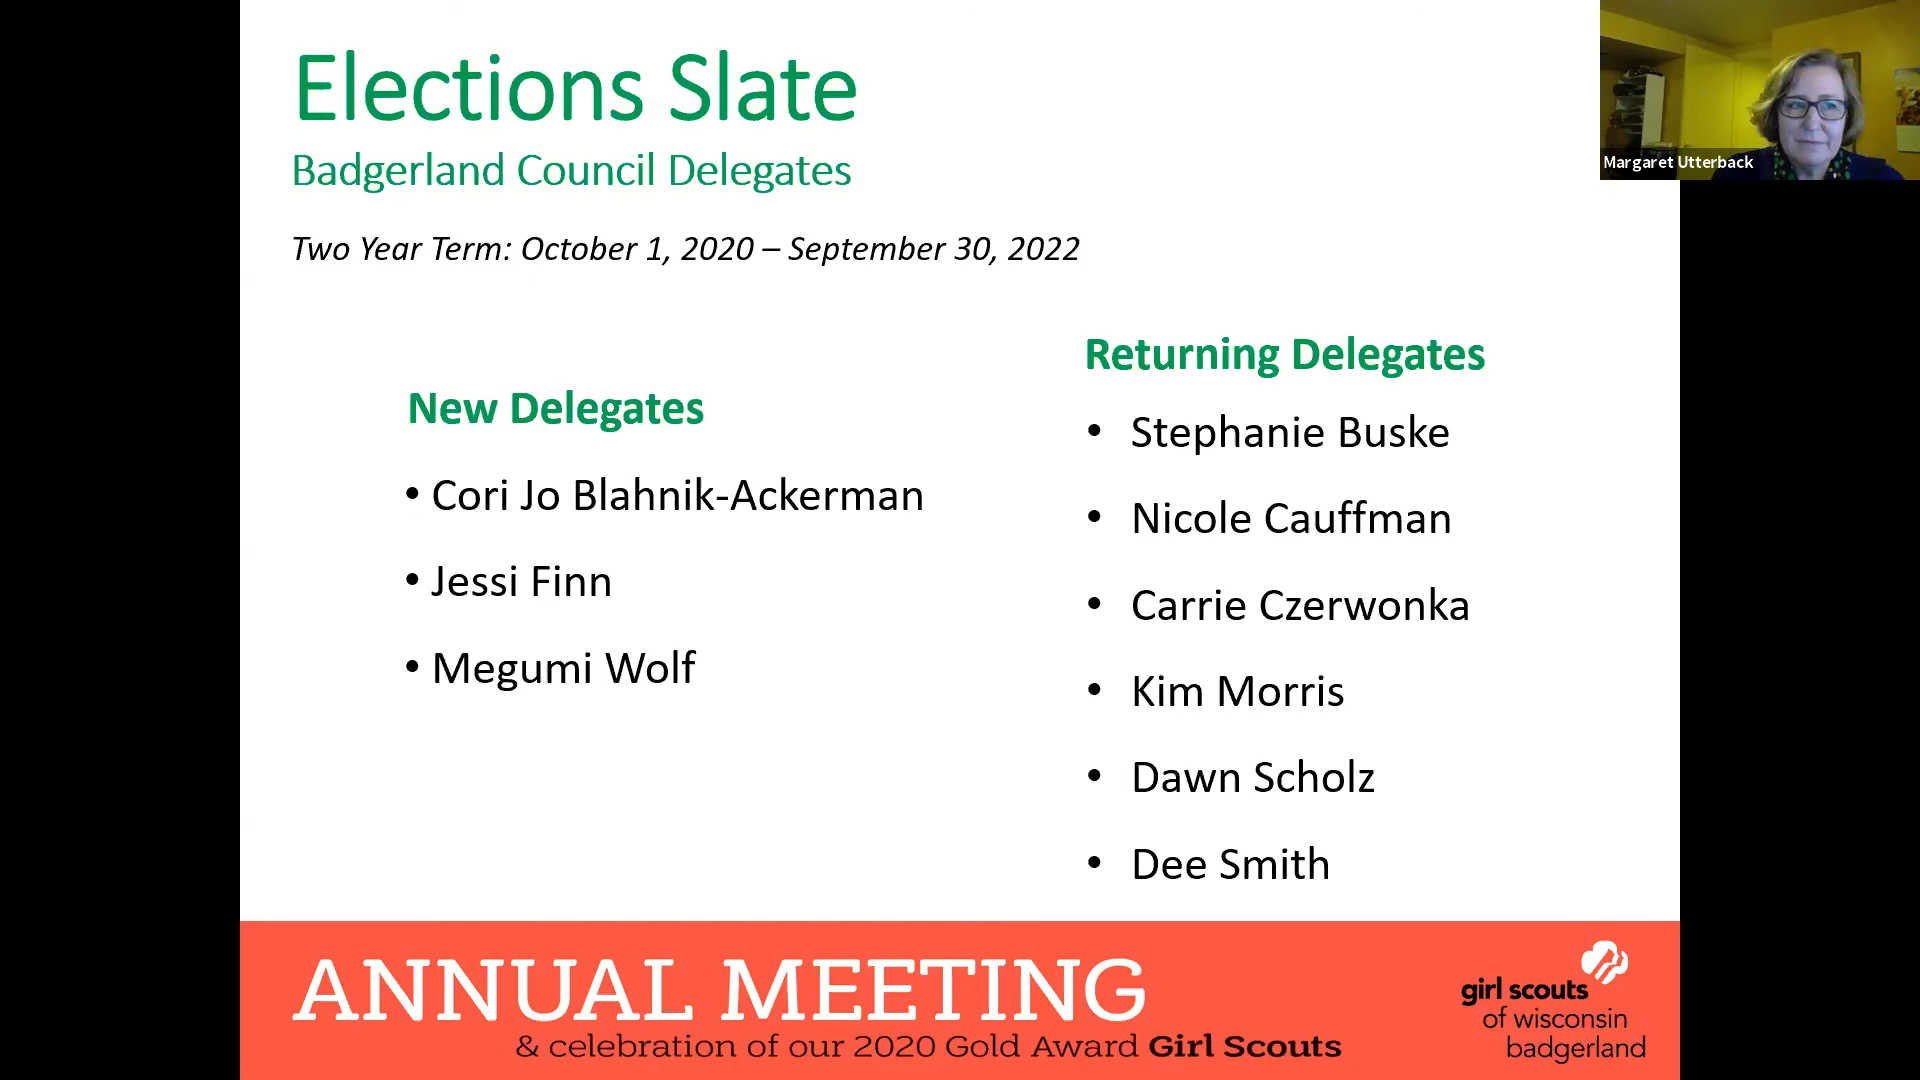 Elections Slate
Badgerland Council Delegates
Two Year Term: October 1, 2020 – September 30, 2022
New Delegates
• Cori Jo Blahnik-Ackerman
• Jessi Finn
• Megumi Wolf
Returning Delegates
• Stephanie Buske
• Nicole Cauffman
• Carrie Czerwonka
• Kim Morris
• Dawn Scholz
• Dee Smith
Margaret Utterback
ANNUAL MEETING
& celebration of our 2020 Gold Award Girl Scouts
girl scouts
of wisconsin
badgerland